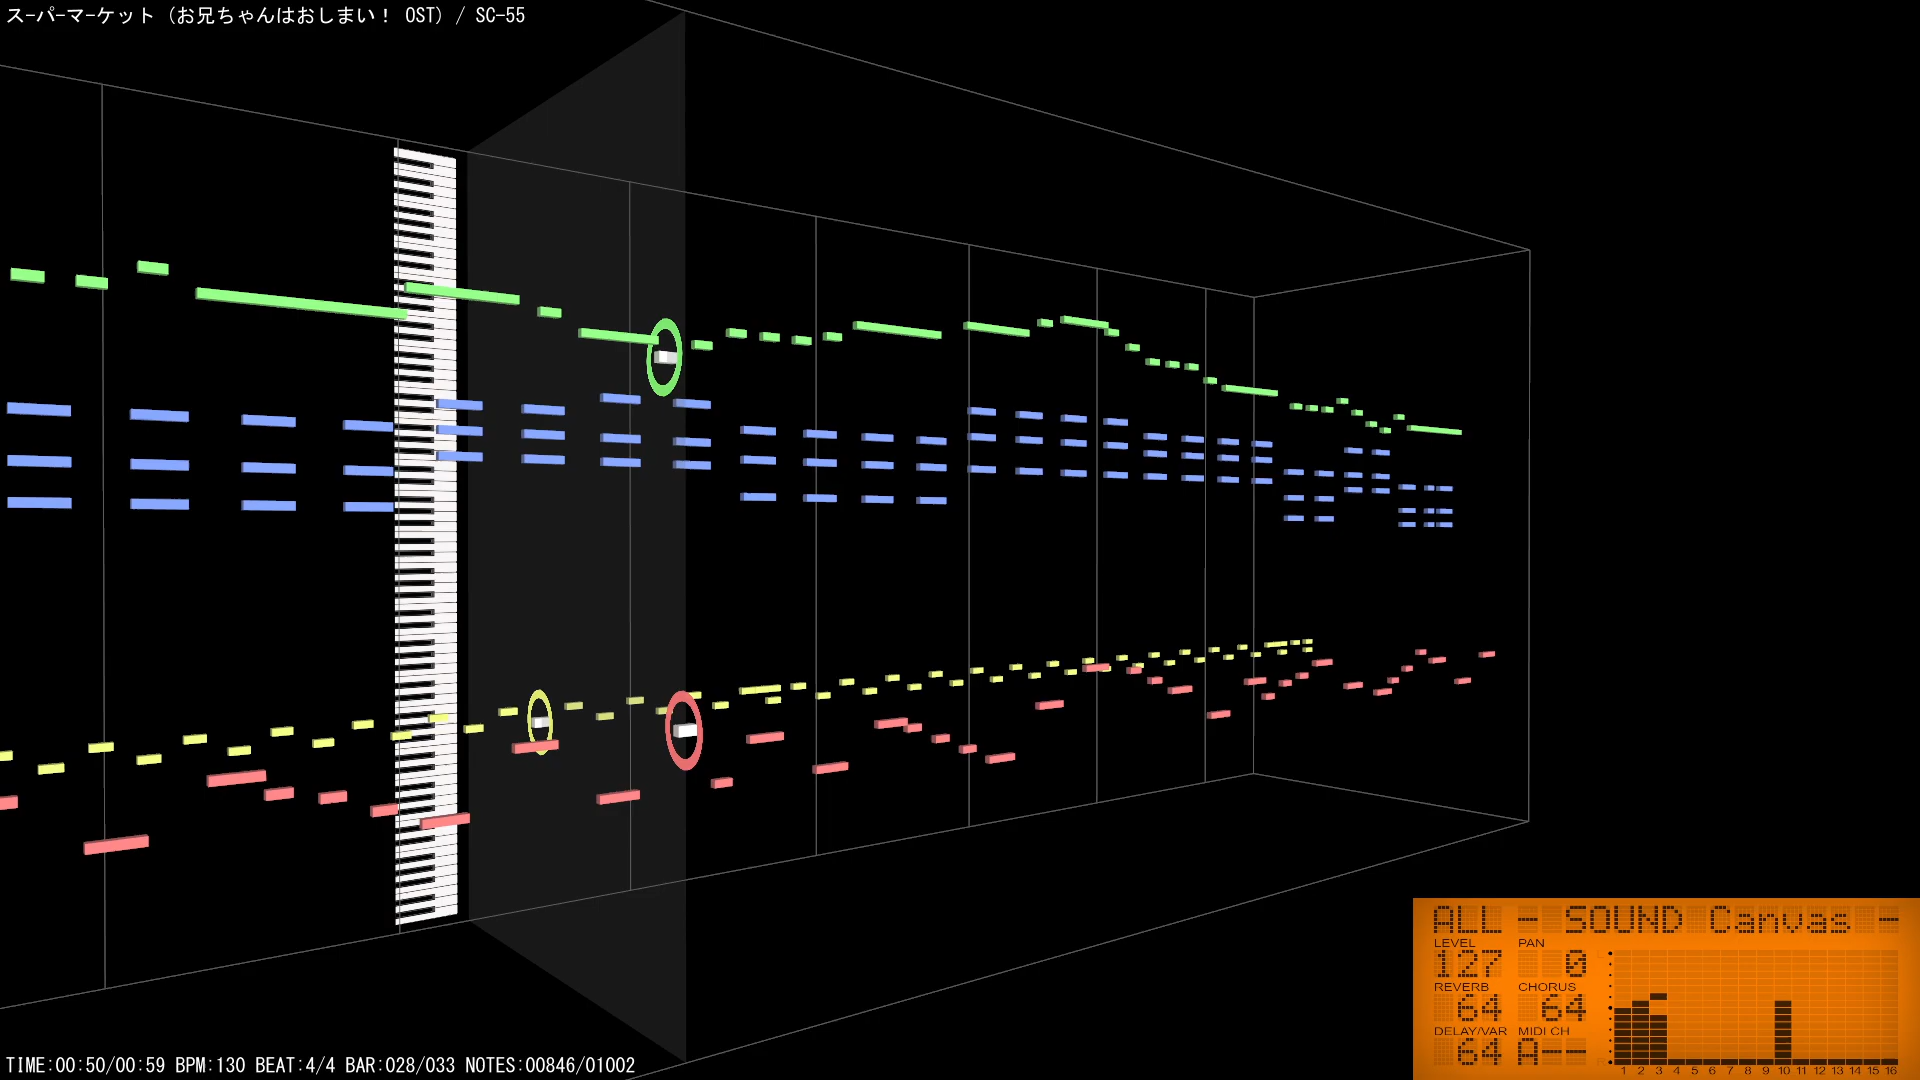 スーパーマーケット (お兄ちゃんはおしまい！ OST) / SC-55
ALL - SOUND Canvas -
LEVEL PAN
127 0
REVERB CHORUS
64 64
DELAY/VAR MIDI CH
64 A--
1 2 3 4 5 6 7 8 9 10 11 12 13 14 15 16
TIME:00:50/00:59 BPM:130 BEAT:4/4 BAR:028/033 NOTES:00846/01002